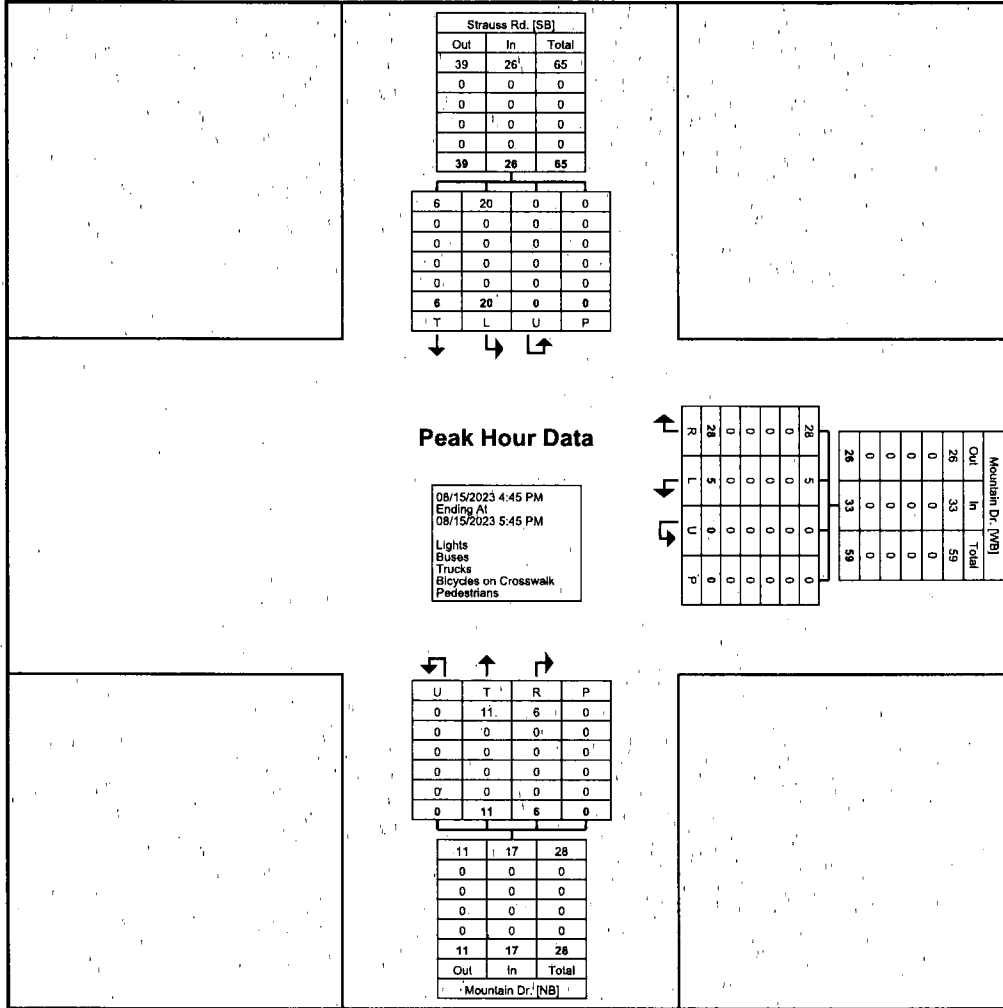 Strauss Rd. [SB]
Out In Total
39 26 65
0 0 0
0 0 0
0 0 0
0 0 0
39 26 65
6 20 0 0
0 0 0 0
0 0 0 0
0 0 0 0
0 0 0 0
6 20 0 0
T L U P
Peak Hour Data
08/15/2023 4:45 PM
Ending At
08/15/2023 5:45 PM
Lights
Buses
Trucks
Bicycles on Crosswalk
Pedestrians
Mountain Dr. [WB]
Out In Total
26 33 59
0 0 0
0 0 0
0 0 0
0 0 0
26 33 59
28 5 0 0
0 0 0 0
0 0 0 0
0 0 0 0
0 0 0 0
28 5 0 0
R L U P
U T R P
0 11 6 0
0 0 0 0
0 0 0 0
0 0 0 0
0 0 0 0
0 11 6 0
11 17 28
0 0 0
0 0 0
0 0 0
0 0 0
11 17 28
Out In Total
Mountain Dr. [NB]